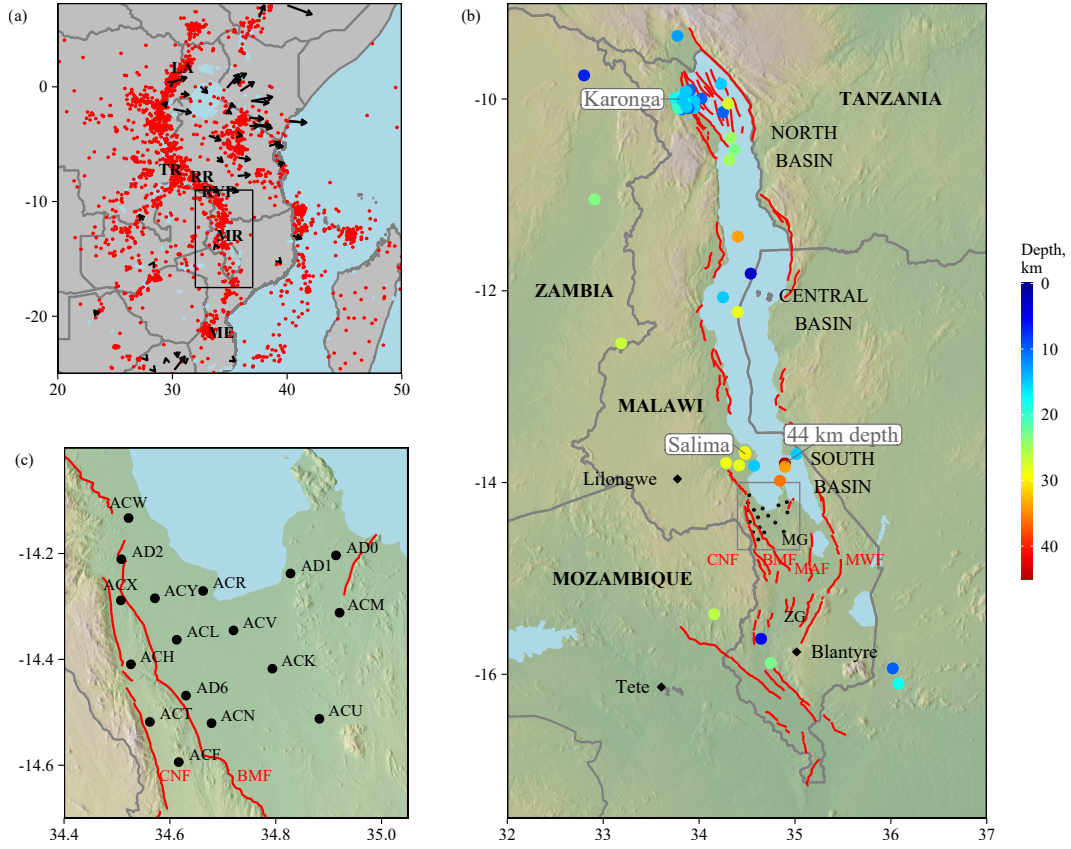 (a)
LA
TR
RR
RVP
MR
MF
0
-10
-20
20
30
40
50
(b)
Karonga
TANZANIA
NORTH
BASIN
ZAMBIA
CENTRAL
BASIN
MALAWI
Salima
44 km depth
SOUTH
BASIN
Lilongwe
MG
CNF
BMF
MAF
MWF
MOZAMBIQUE
ZG
Blantyre
Tete
-10
-12
-14
-16
32
33
34
35
36
37
Depth,
km
0
10
20
30
40
(c)
ACW
AD2
AD0
AD1
ACX
ACY
ACR
ACM
ACL
ACV
ACH
ACK
AD6
ACT
ACN
ACU
ACF
CNF
BMF
-14.2
-14.4
-14.6
34.4
34.6
34.8
35.0